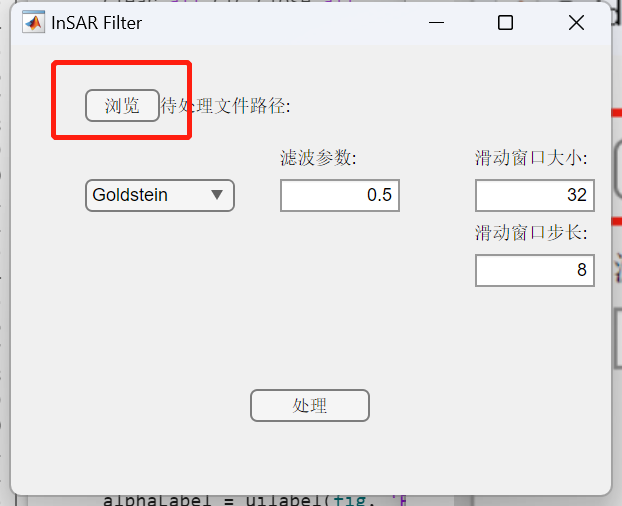 InSAR Filter
浏览 待处理文件路径:
滤波参数: 滑动窗口大小:
Goldstein 0.5 32
滑动窗口步长:
8
处理
alphaLabel = uilabel(fig,